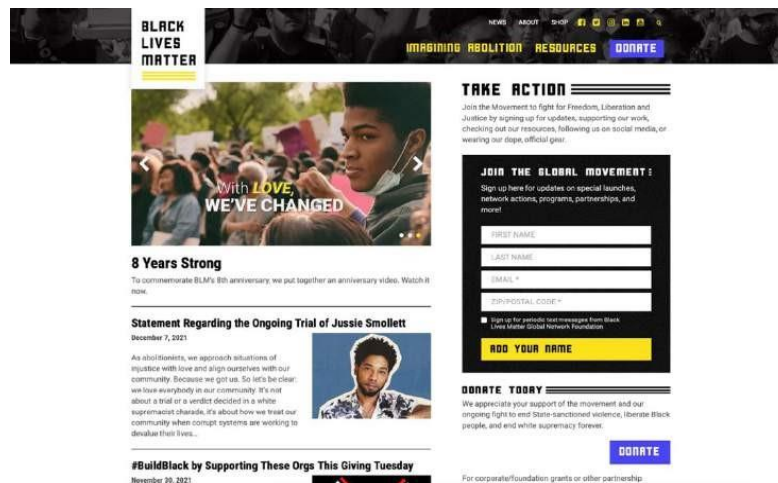 BLACK
LIVES
MATTER
NEWS ABOUT SHOP
IMAGINING ABOLITION RESOURCES DONATE
With LOVE,
WE'VE CHANGED
8 Years Strong
To commemorate BLM's 8th anniversary, we put together an anniversary video. Watch it
now.
Statement Regarding the Ongoing Trial of Jussie Smollett
December 7, 2021
As abolitionists, we approach situations of
injustice with love and align ourselves with our
community. Because we got us. So let's be clear:
we love everybody in our community. It's not
about a trial or a verdict decided in a white
supremacist charade, it's about how we treat our
community when corrupt systems are working to
devalue their lives...
#BuildBlack by Supporting These Orgs This Giving Tuesday
November 30, 2021
TAKE ACTION
Join the Movement to fight for Freedom, Liberation and
Justice by signing up for updates, supporting our work,
checking out our resources, following us on social media, or
wearing our dope, official gear.
JOIN THE GLOBAL MOVEMENT
Sign up here for updates on special launches,
network actions, programs, partnerships, and
more!
FIRST NAME
LAST NAME
EMAIL *
ZIP/POSTAL CODE *
Sign up for periodic text messages from Black
Lives Matter Global Network Foundation
ADD YOUR NAME
DONATE TODAY
We appreciate your support of the movement and our
ongoing fight to end State-sanctioned violence, liberate Black
people, and end white supremacy forever.
DONATE
For corporate/foundation grants or other partnership